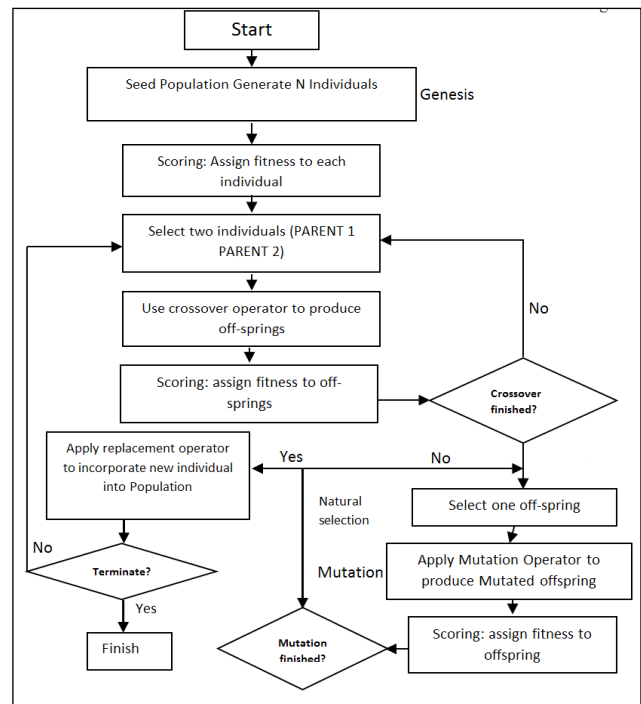 Start
Seed Population Generate N Individuals
Genesis
Scoring: Assign fitness to each
individual
Select two individuals (PARENT 1
PARENT 2)
No
Use crossover operator to produce
off-springs
Scoring: assign fitness to off-
springs
Crossover
finished?
Apply replacement operator
to incorporate new individual
into Population
Yes
No
Natural
selection
Select one off-spring
No
Terminate?
Mutation
Apply Mutation Operator to
produce Mutated offspring
Yes
Finish
Mutation
finished?
Scoring: assign fitness to
offspring